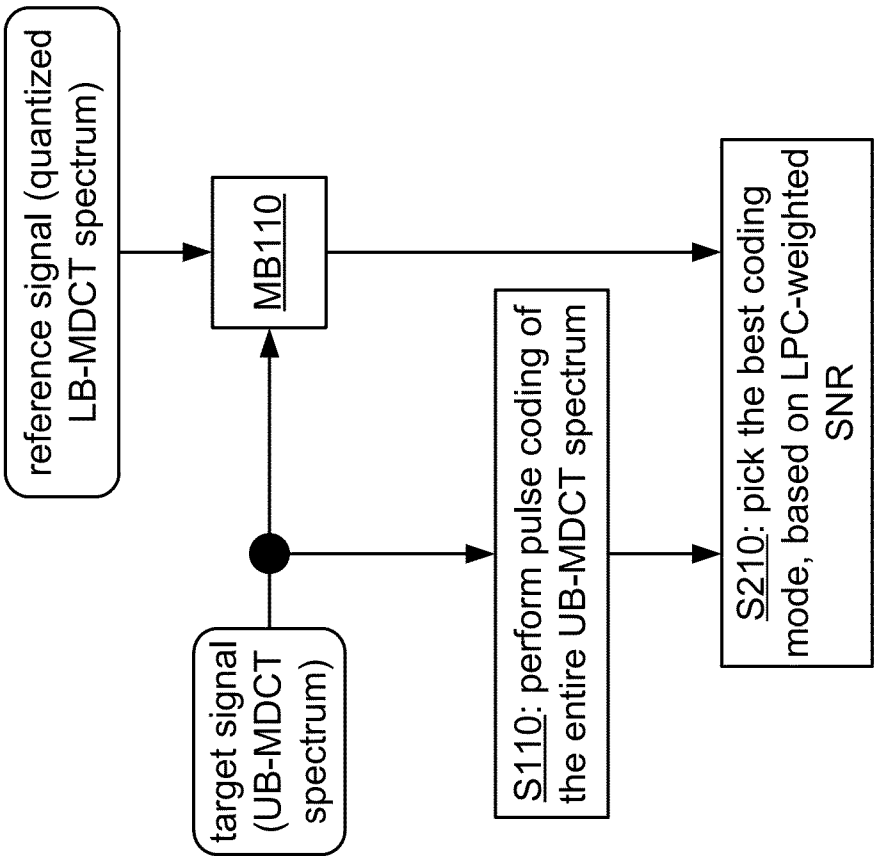 reference signal (quantized
LB-MDCT spectrum)
MB110
target signal
(UB-MDCT
spectrum)
S110: perform pulse coding of
the entire UB-MDCT spectrum
S210: pick the best coding
mode, based on LPC-weighted
SNR